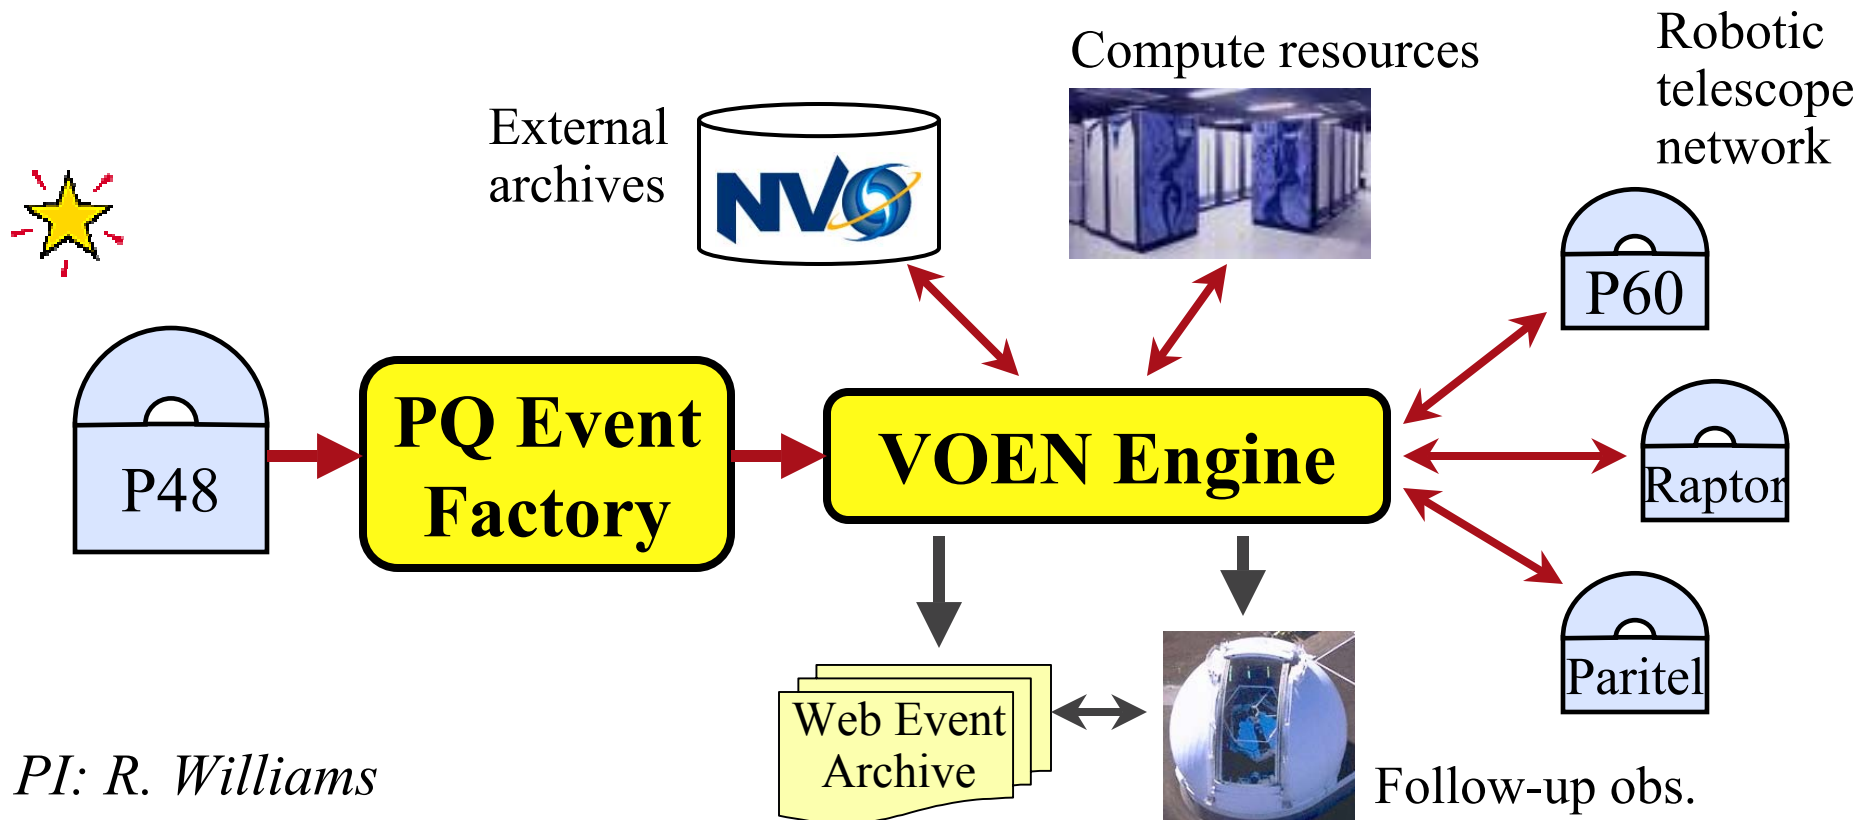 Compute resources
Robotic
telescope
network
External
archives
NVO
P60
PQ Event
Factory
VOEN Engine
P48
Raptor
Paritel
Web Event
Archive
PI: R. Williams
Follow-up obs.